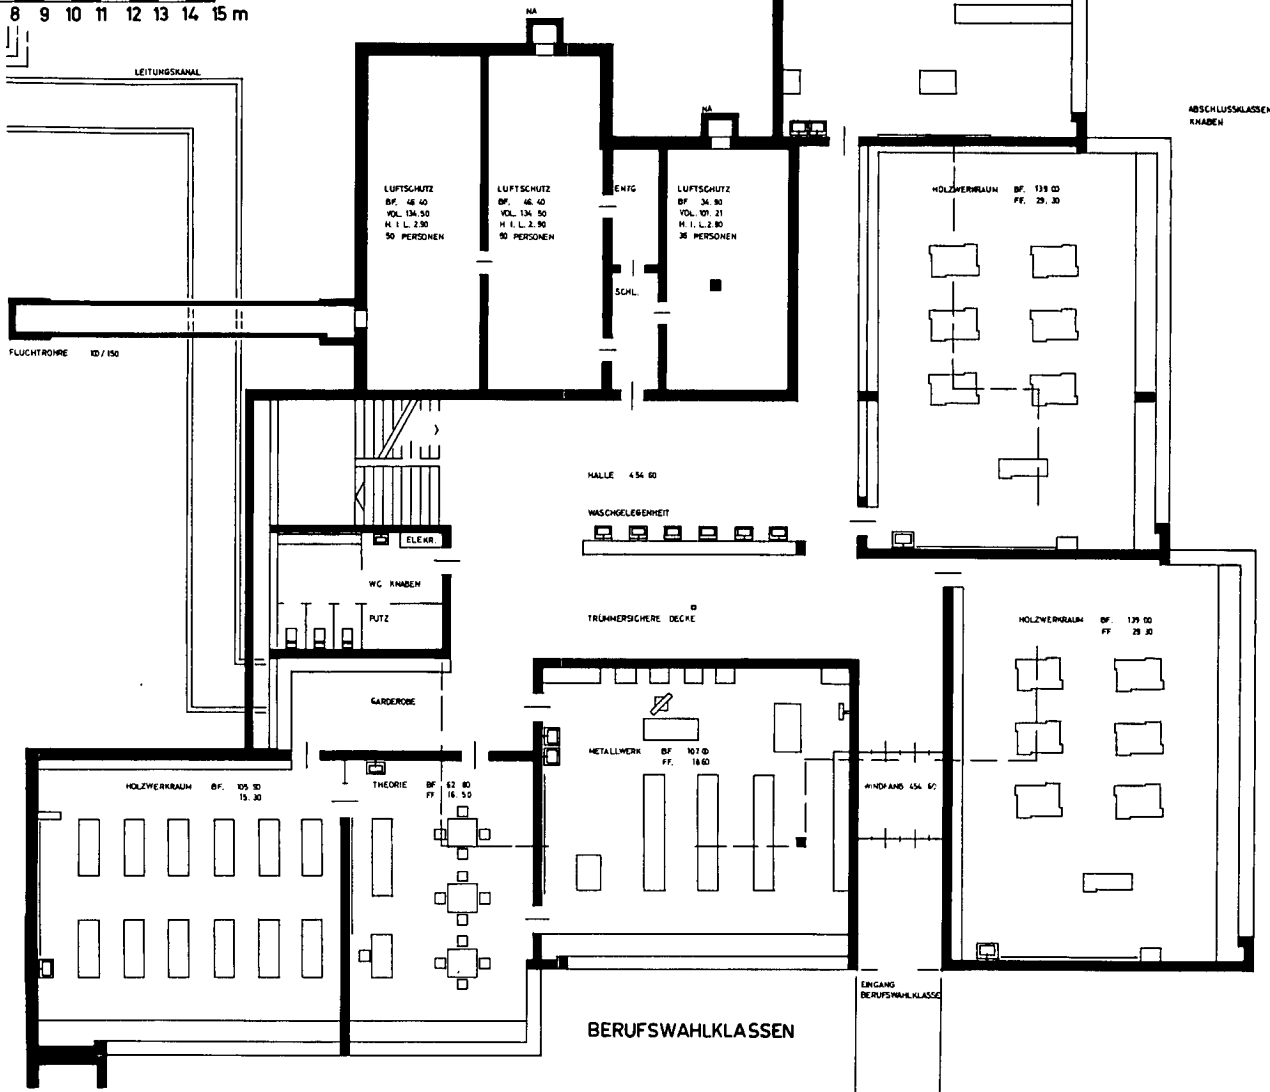 8 9 10 11 12 13 14 15 m
NA
LEITUNGSKANAL
NA
ABSCHLUSSKLASSEN
KNABEN
LUFTSCHUTZ
BF. 46.40
VOL. 134.50
H. I. L. 2.90
50 PERSONEN
LUFTSCHUTZ
BF. 46.40
VOL. 134.50
H. I. L. 2.90
50 PERSONEN
ENTG
LUFTSCHUTZ
BF 34.90
VOL. 101.21
H. I. L. 2.90
36 PERSONEN
HOLZWERKRAUM BF. 139.00
FF. 29.30
SCHL.
FLUCHTROHRE 100/150
HALLE 454.60
WASCHGELEGENHEIT
ELEKR.
WC KNABEN
PUTZ
TRÜMMERSICHERE DECKE
HOLZWERKRAUM BF. 139.00
FF 29.30
GARDEROBE
METALLWERK BF 107.00
FF. 16.60
HOLZWERKRAUM BF. 105.90
15.30
THEORIE BF 62.80
FF 16.50
WINDFANG 454.60
EINGANG
BERUFSWAHLKLASSE
BERUFSWAHLKLASSEN